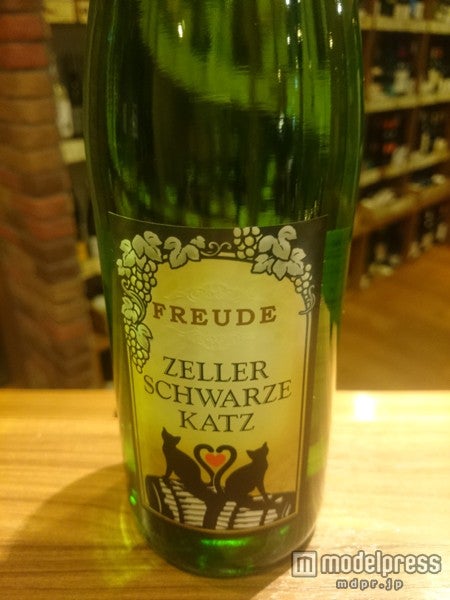 FREUDE
ZELLER
SCHWARZE
KATZ
modelpress
mdpr.jp